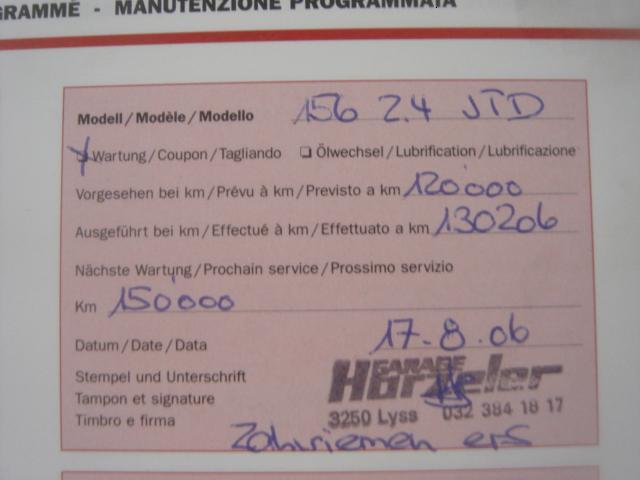 GRAMMÉ - MANUTENZIONE PROGRAMMATA
Modell/Modèle/Modello 156 2.4 JTD
Wartung/Coupon/Tagliando ❑ Ölwechsel/Lubrification/Lubrificazione
Vorgesehen bei km/Prévu à km/Previsto a km 120000
Ausgeführt bei km/Effectué à km/Effettuato a km 130206
Nächste Wartung/Prochain service/Prossimo servizio
Km 150000
Datum/Date/Data 17.8.06
Stempel und Unterschrift
Tampon et signature
Timbro e firma
GARAGE
Hürzeler
3250 Lyss 032 384 18 17
Zahnriemen ers